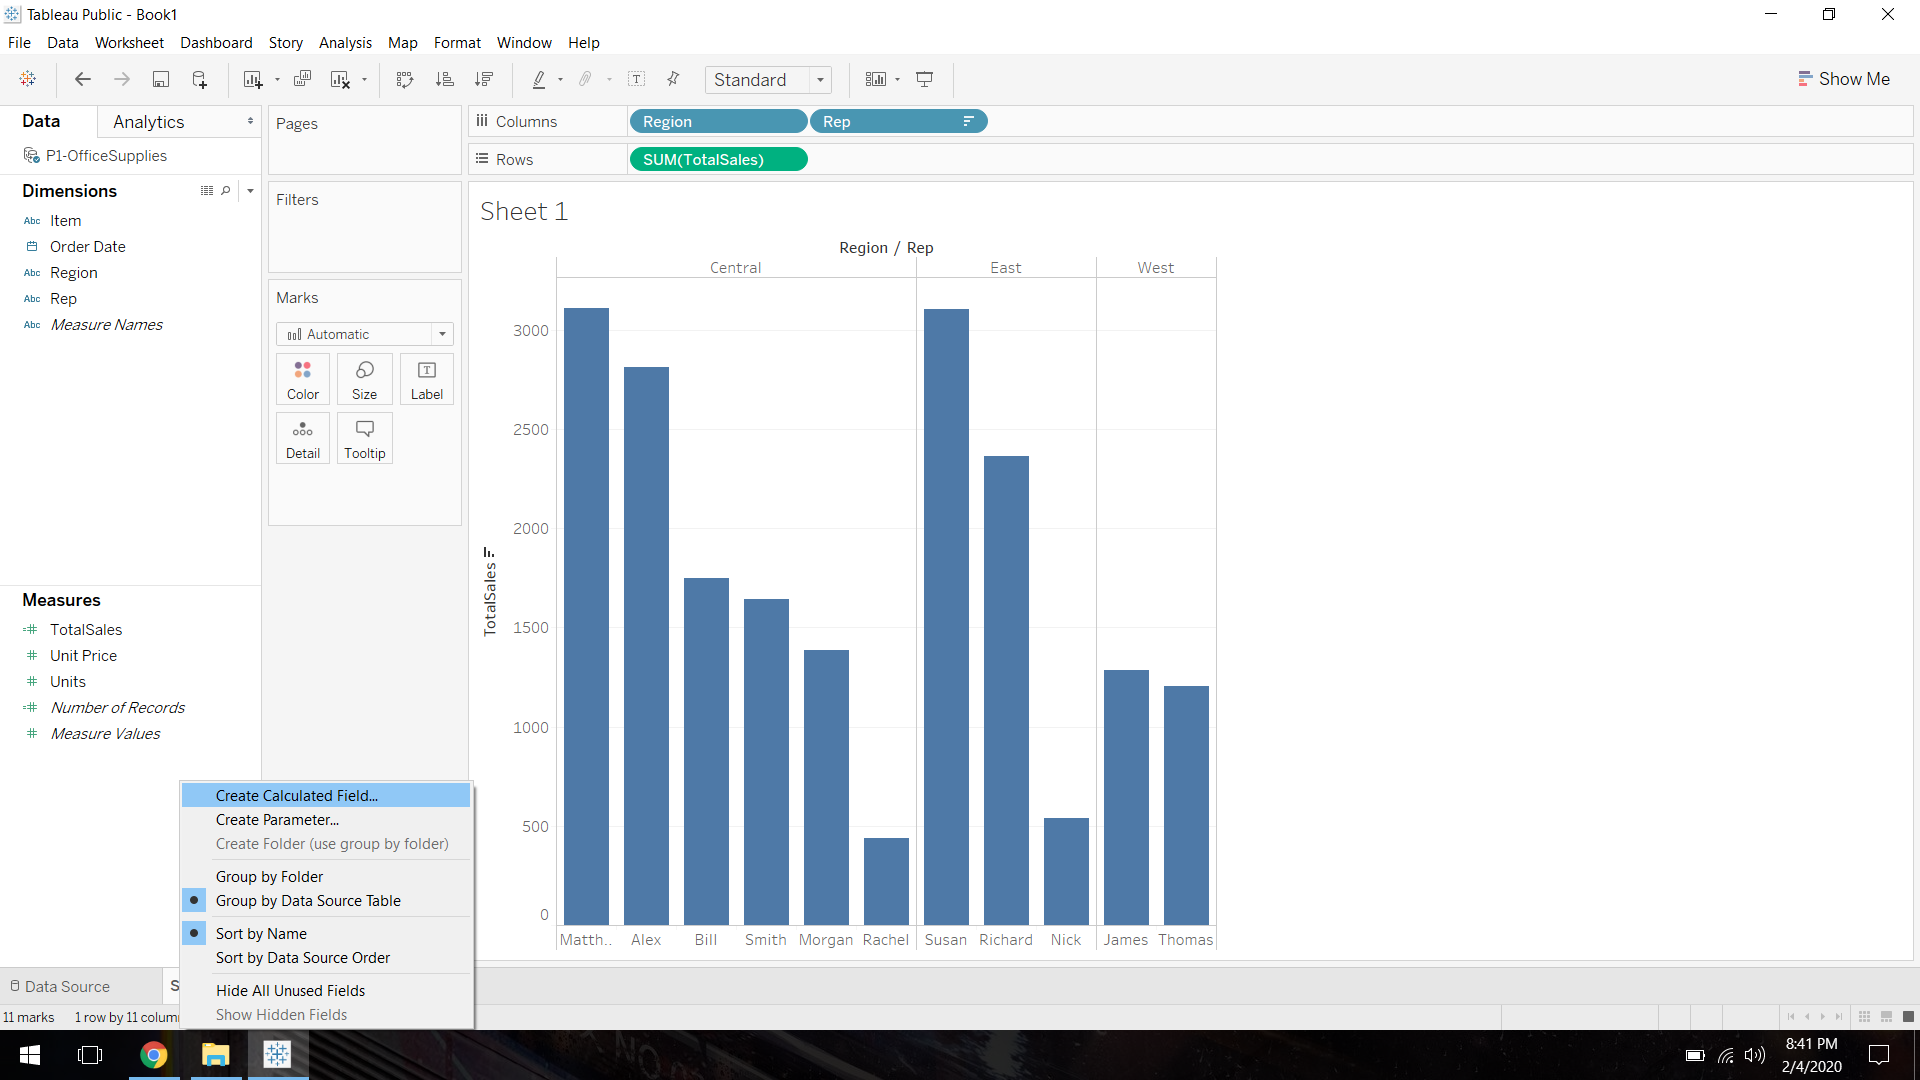 Tableau Public - Book1
File Data Worksheet Dashboard Story Analysis Map Format Window Help
Standard
Show Me
Data
Analytics
P1-OfficeSupplies
Dimensions
Abc Item
Order Date
Abc Region
Abc Rep
Abc Measure Names
Measures
TotalSales
Unit Price
Units
Number of Records
Measure Values
Pages
Filters
Marks
Automatic
Color
Size
Label
Detail
Tooltip
Columns
Region
Rep
Rows
SUM(TotalSales)
Sheet 1
Region / Rep
Central
East
West
TotalSales
3000
2500
2000
1500
1000
500
0
Matth.. Alex Bill Smith Morgan Rachel Susan Richard Nick James Thomas
Create Calculated Field...
Create Parameter...
Create Folder (use group by folder)
Group by Folder
Group by Data Source Table
Sort by Name
Sort by Data Source Order
Hide All Unused Fields
Show Hidden Fields
Data Source
S
11 marks
1 row by 11 colum
8:41 PM
2/4/2020